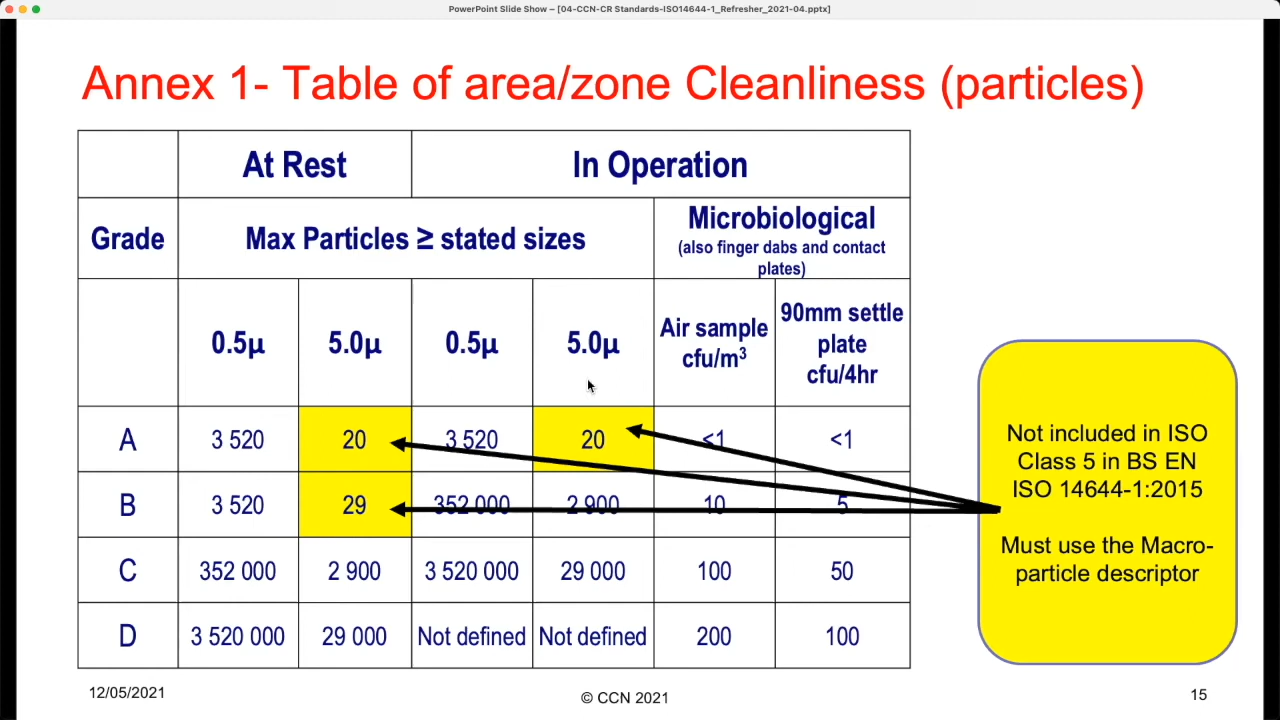 PowerPoint Slide Show – [04-CCN-CR Standards-ISO14644-1_Refresher_2021-04.pptx]
Annex 1- Table of area/zone Cleanliness (particles)
At Rest In Operation
Grade Max Particles ≥ stated sizes Microbiological
(also finger dabs and contact
plates)
0.5µ 5.0µ 0.5µ 5.0µ Air sample
cfu/m³
90mm settle
plate
cfu/4hr
A 3 520 20 3 520 20 <1 <1
B 3 520 29 352 000 2 900 10 5
C 352 000 2 900 3 520 000 29 000 100 50
D 3 520 000 29 000 Not defined Not defined 200 100
Not included in ISO
Class 5 in BS EN
ISO 14644-1:2015
Must use the Macro-
particle descriptor
12/05/2021
© CCN 2021
15